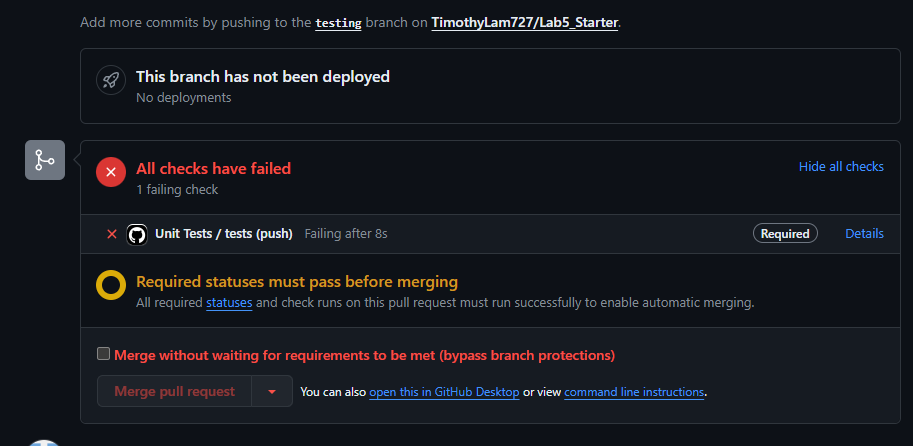 Add more commits by pushing to the testing branch on TimothyLam727/Lab5_Starter.
This branch has not been deployed
No deployments
All checks have failed
Hide all checks
1 failing check
Unit Tests / tests (push) Failing after 8s Required Details
Required statuses must pass before merging
All required statuses and check runs on this pull request must run successfully to enable automatic merging.
Merge without waiting for requirements to be met (bypass branch protections)
Merge pull request You can also open this in GitHub Desktop or view command line instructions.